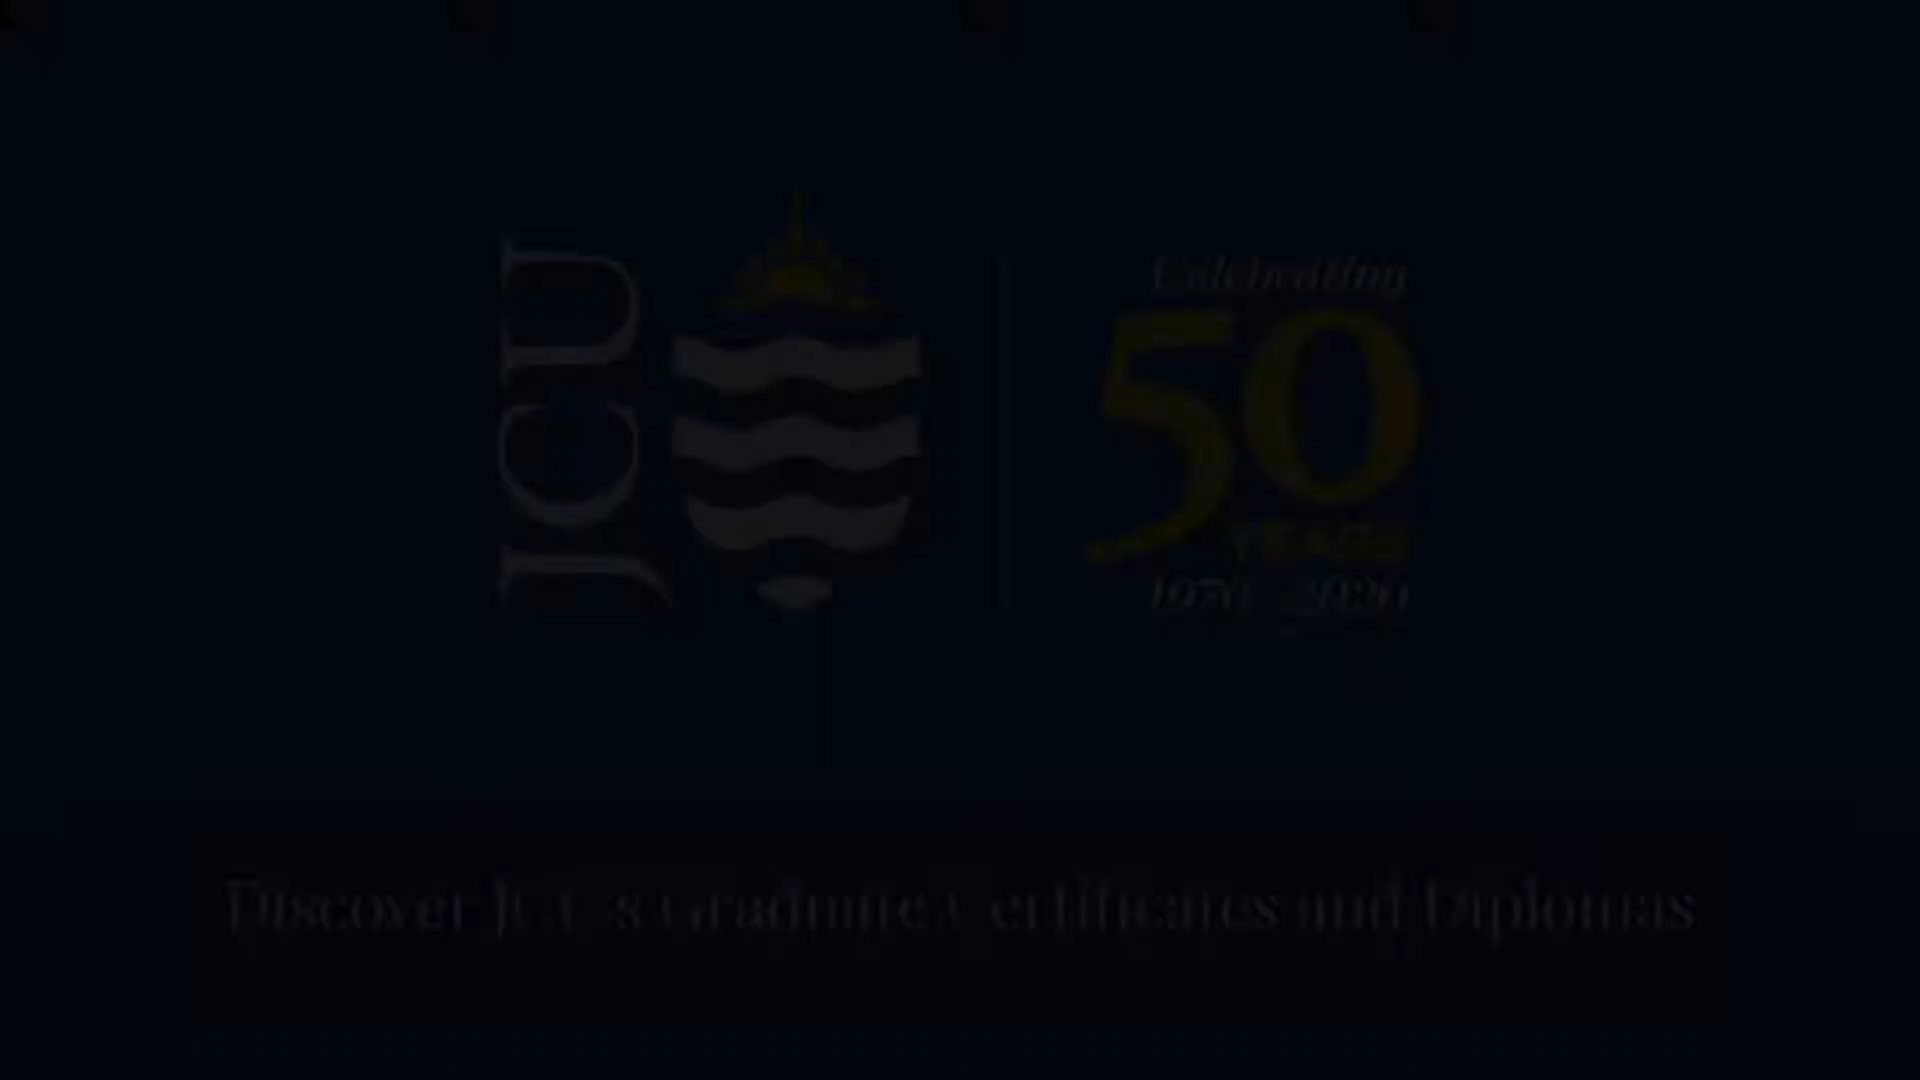 JCU
Celebrating
50
YEARS
1970 - 2020
Discover JCU's Graduate Certificates and Diplomas